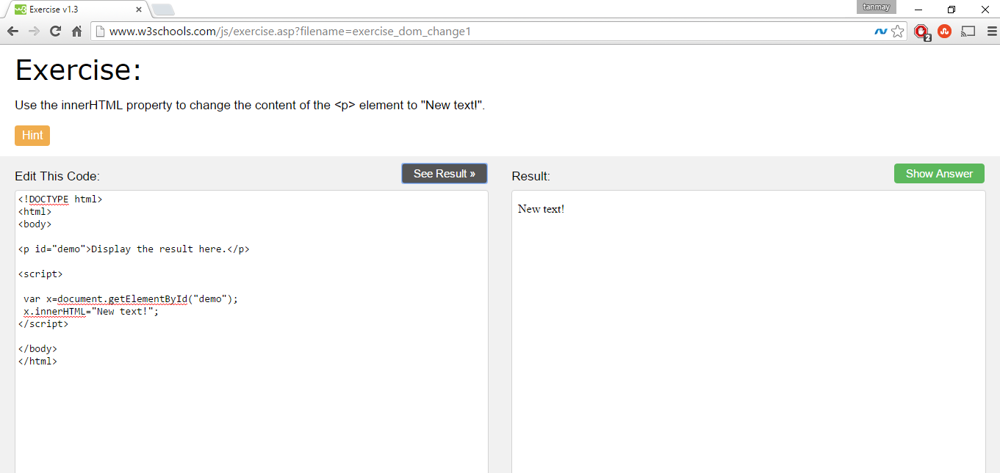 Exercise v1.3
tanmay
www.w3schools.com/js/exercise.asp?filename=exercise_dom_change1
2
Exercise:
Use the innerHTML property to change the content of the <p> element to "New text!".
Hint
Edit This Code:
See Result »
<!DOCTYPE html>
<html>
<body>
<p id="demo">Display the result here.</p>
<script>
var x=document.getElementById("demo");
x.innerHTML="New text!";
</script>
</body>
</html>
Result:
Show Answer
New text!